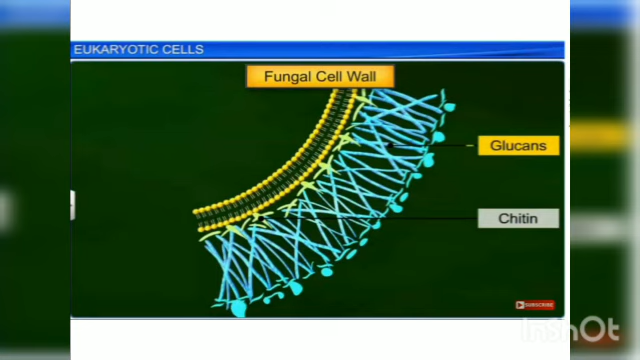 EUKARYOTIC CELLS
Fungal Cell Wall
Glucans
Chitin
SUBSCRIBE
InShOt